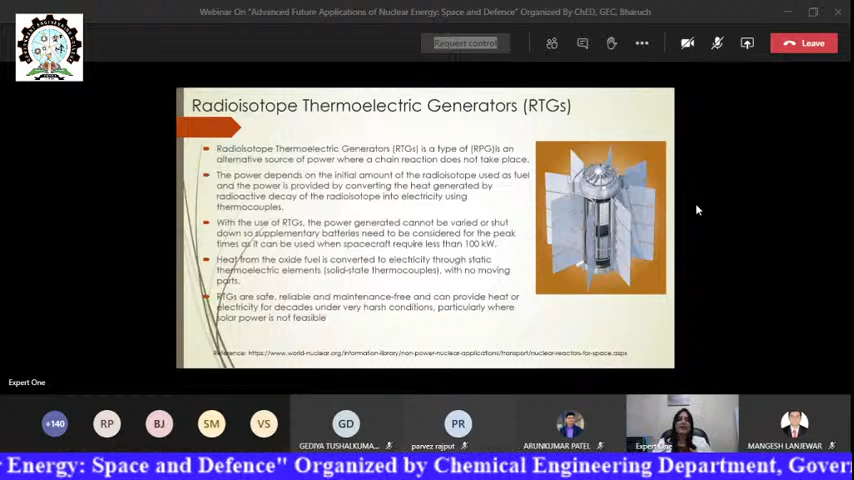 Webinar On "Advanced Future Applications of Nuclear Energy: Space and Defence" Organized By ChED, GEC, Bharuch
Request control
Leave
Radioisotope Thermoelectric Generators (RTGs)
Radioisotope Thermoelectric Generators (RTGs) is a type of (RPG)is an
alternative source of power where a chain reaction does not take place.
The power depends on the initial amount of the radioisotope used as fuel
and the power is provided by converting the heat generated by
radioactive decay of the radioisotope into electricity using
thermocouples.
With the use of RTGs, the power generated cannot be varied or shut
down so supplementary batteries need to be considered for the peak
times as it can be used when spacecraft require less than 100 kW.
Heat from the oxide fuel is converted to electricity through static
thermoelectric elements (solid-state thermocouples), with no moving
parts.
RTGs are safe, reliable and maintenance-free and can provide heat or
electricity for decades under very harsh conditions, particularly where
solar power is not feasible
Reference: https://www.world-nuclear.org/information-library/non-power-nuclear-applications/transport/nuclear-reactors-for-space.aspx
Expert One
+140
RP
BJ
SM
VS
GD
PR
GEDIYA TUSHALKUMA...
parvez rajput
ARUNKUMAR PATEL
Expert One
MANGESH LANJEWAR
r Energy: Space and Defence" Organized by Chemical Engineering Department, Gover